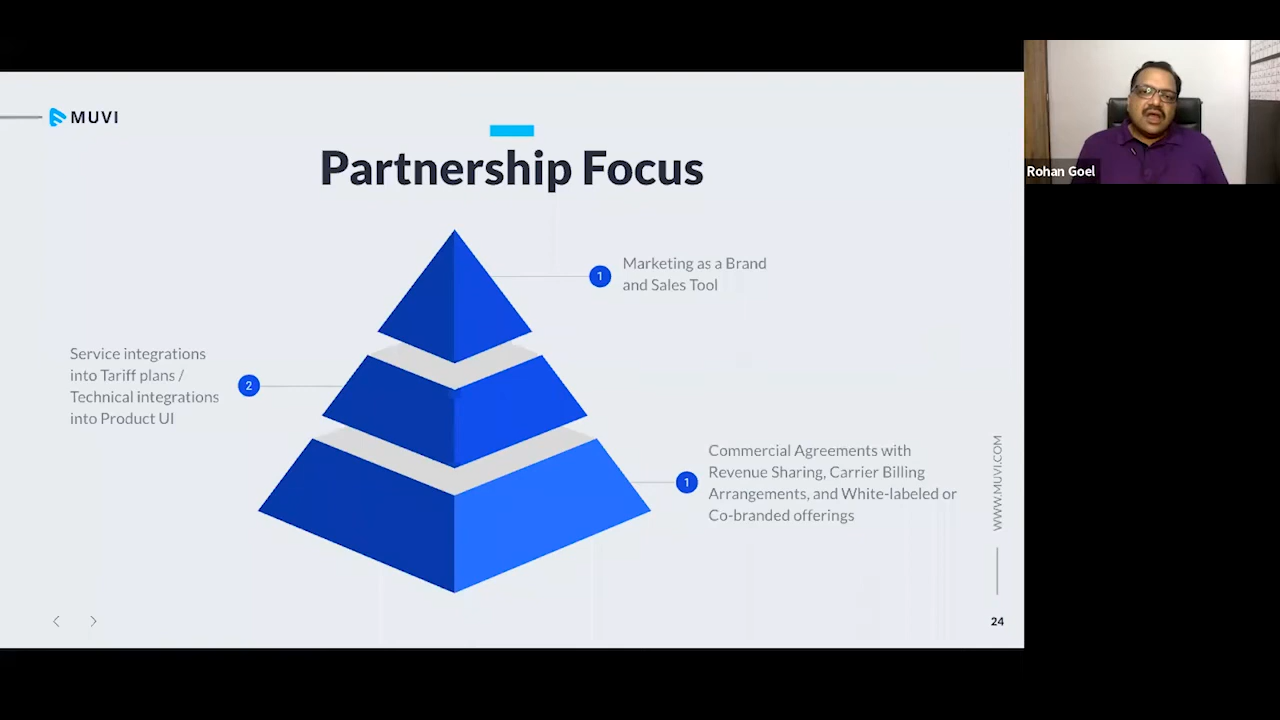 MUVI
Partnership Focus
Rohan Goel
1
Marketing as a Brand
and Sales Tool
Service integrations
into Tariff plans /
Technical integrations
into Product UI
2
1
Commercial Agreements with
Revenue Sharing, Carrier Billing
Arrangements, and White-labeled or
Co-branded offerings
WWW.MUVI.COM
24